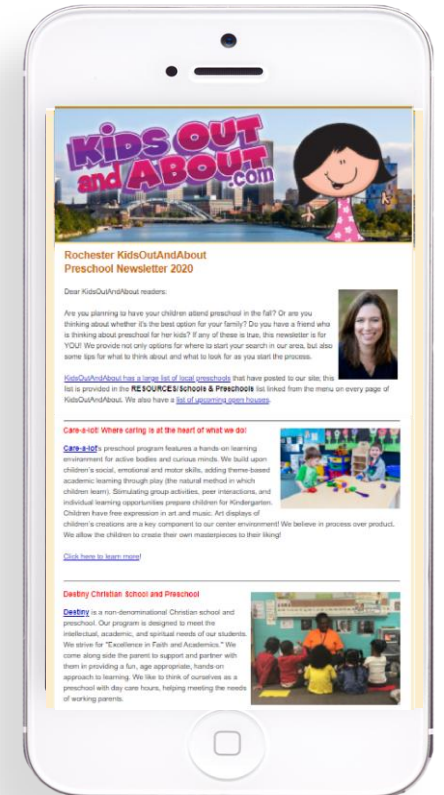 KIDS OUT
and ABOUT
.com
Rochester KidsOutAndAbout
Preschool Newsletter 2020
Dear KidsOutAndAbout readers:
Are you planning to have your children attend preschool in the fall? Or are you
thinking about whether it's the best option for your family? Do you have a friend who
is thinking about preschool for her kids? If any of these is true, this newsletter is for
YOU! We provide not only options for where to start your search in our area, but also
some tips for what to think about and what to look for as you start the process.
KidsOutAndAbout has a large list of local preschools that have posted to our site; this
list is provided in the RESOURCES/Schools & Preschools list linked from the menu on every page of
KidsOutAndAbout. We also have a list of upcoming open houses.
Care-a-lot: Where caring is at the heart of what we do!
Care-a-lot's preschool program features a hands-on learning
environment for active bodies and curious minds. We build upon
children's social, emotional and motor skills, adding theme-based
academic learning through play (the natural method in which
children learn). Stimulating group activities, peer interactions, and
individual learning opportunities prepare children for Kindergarten.
Children have free expression in art and music. Art displays of
children's creations are a key component to our center environment! We believe in process over product.
We allow the children to create their own masterpieces to their liking!
Click here to learn more!
Destiny Christian School and Preschool
Destiny is a non-denominational Christian school and
preschool. Our program is designed to meet the
intellectual, academic, and spiritual needs of our students.
We strive for "Excellence in Faith and Academics." We
come along side the parent to support and partner with
them in providing a fun, age appropriate, hands-on
approach to learning. We like to think of ourselves as a
preschool with day care hours, helping meet the needs
of working parents.